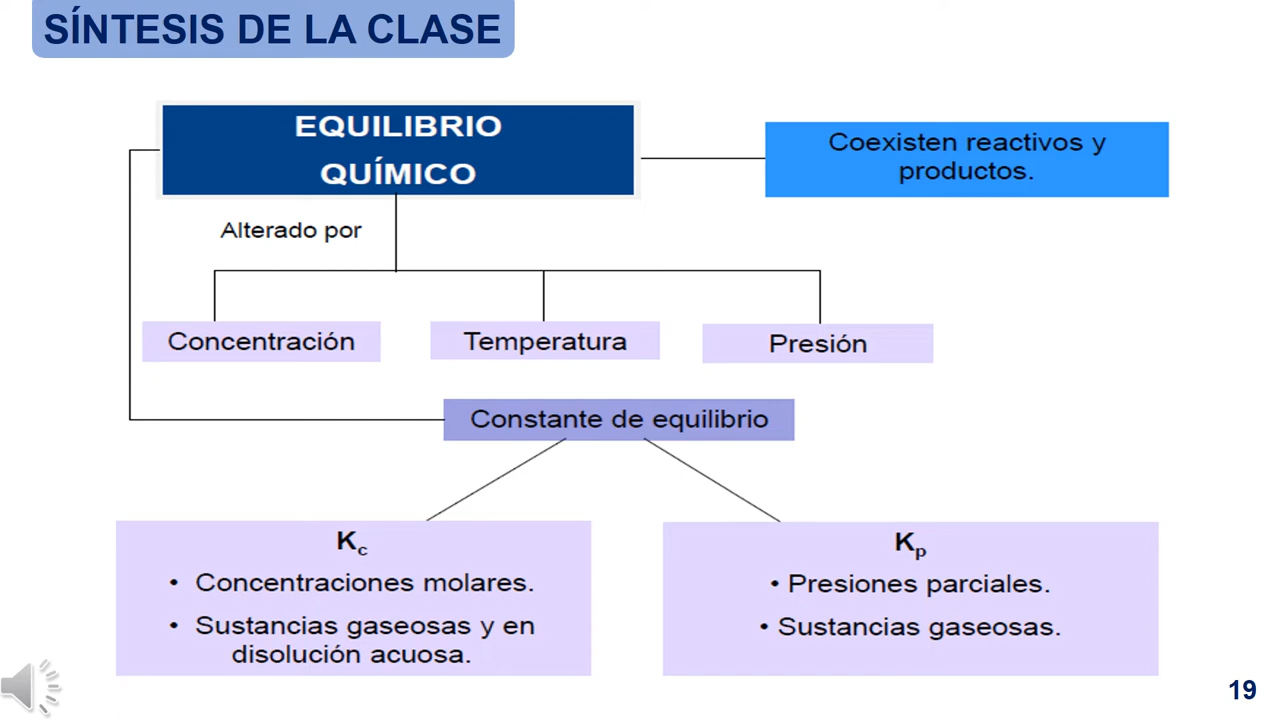 SÍNTESIS DE LA CLASE
EQUILIBRIO
QUÍMICO
Coexisten reactivos y
productos.
Alterado por
Concentración
Temperatura
Presión
Constante de equilibrio
Kc
• Concentraciones molares.
• Sustancias gaseosas y en
disolución acuosa.
Kp
• Presiones parciales.
• Sustancias gaseosas.
19